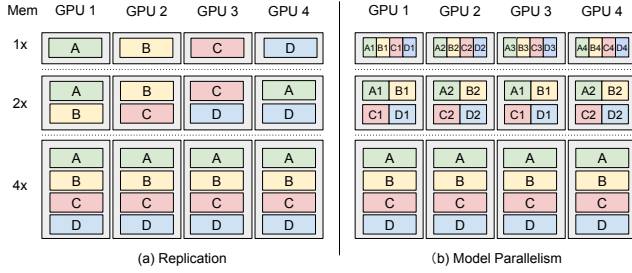 Mem GPU 1 GPU 2 GPU 3 GPU 4 GPU 1 GPU 2 GPU 3 GPU 4
1x A B C D A1 B1 C1 D1 A2 B2 C2 D2 A3 B3 C3 D3 A4 B4 C4 D4
2x A B C A A1 B1 A2 B2 A1 B1 A2 B2
B C D D C1 D1 C2 D2 C1 D1 C2 D2
A A A A A A A A
4x B B B B B B B B
C C C C C C C C
D D D D D D D D
(a) Replication (b) Model Parallelism